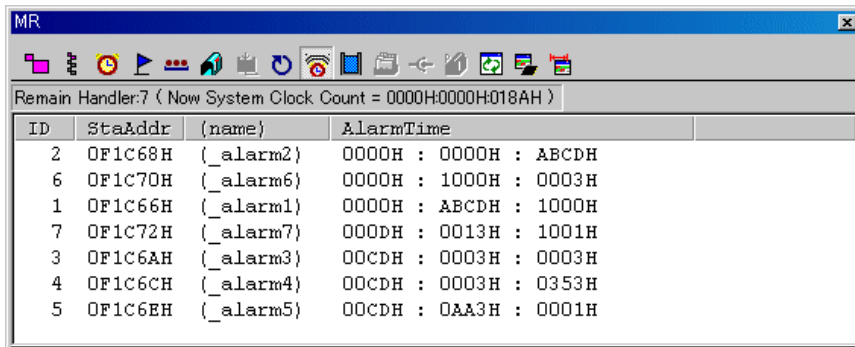 MR
Remain Handler:7 ( Now System Clock Count = 0000H:0000H:018AH )
ID StaAddr (name) AlarmTime
2 0F1C68H (_alarm2) 0000H : 0000H : ABCDH
6 0F1C70H (_alarm6) 0000H : 1000H : 0003H
1 0F1C66H (_alarm1) 0000H : ABCDH : 1000H
7 0F1C72H (_alarm7) 000DH : 0013H : 1001H
3 0F1C6AH (_alarm3) 00CDH : 0003H : 0003H
4 0F1C6CH (_alarm4) 00CDH : 0003H : 0353H
5 0F1C6EH (_alarm5) 00CDH : 0AA3H : 0001H